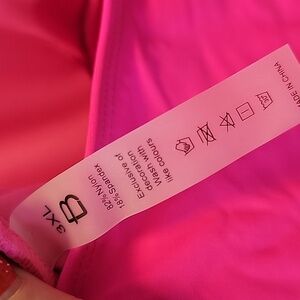 B
3XL
82%Nylon
18%Spandex
Exclusive of
decoration
Wash with
like colours
MADE IN CHINA